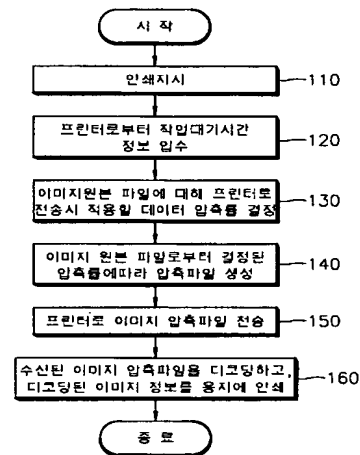 시 작
인쇄지시
110
프린터로부터 작업대기시간
정보 입수
120
이미지원본 파일에 대해 프린터로
전송시 적용할 데이터 압축률 결정
130
이미지 원본 파일로부터 결정된
압축률에따라 압축파일 생성
140
프린터로 이미지 압축파일 전송
150
수신된 이미지 압축파일을 디코딩하고,
디코딩된 이미지 정보를 용지에 인쇄
160
종 료